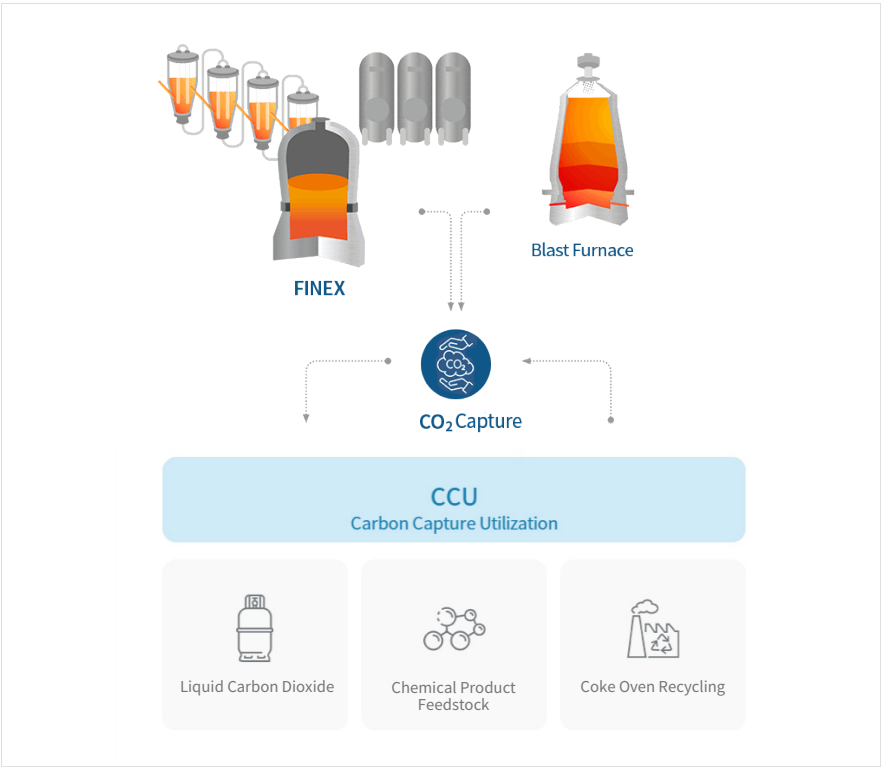 Blast Furnace
FINEX
CO₂
CO₂ Capture
CCU
Carbon Capture Utilization
Liquid Carbon Dioxide
Chemical Product
Feedstock
Coke Oven Recycling